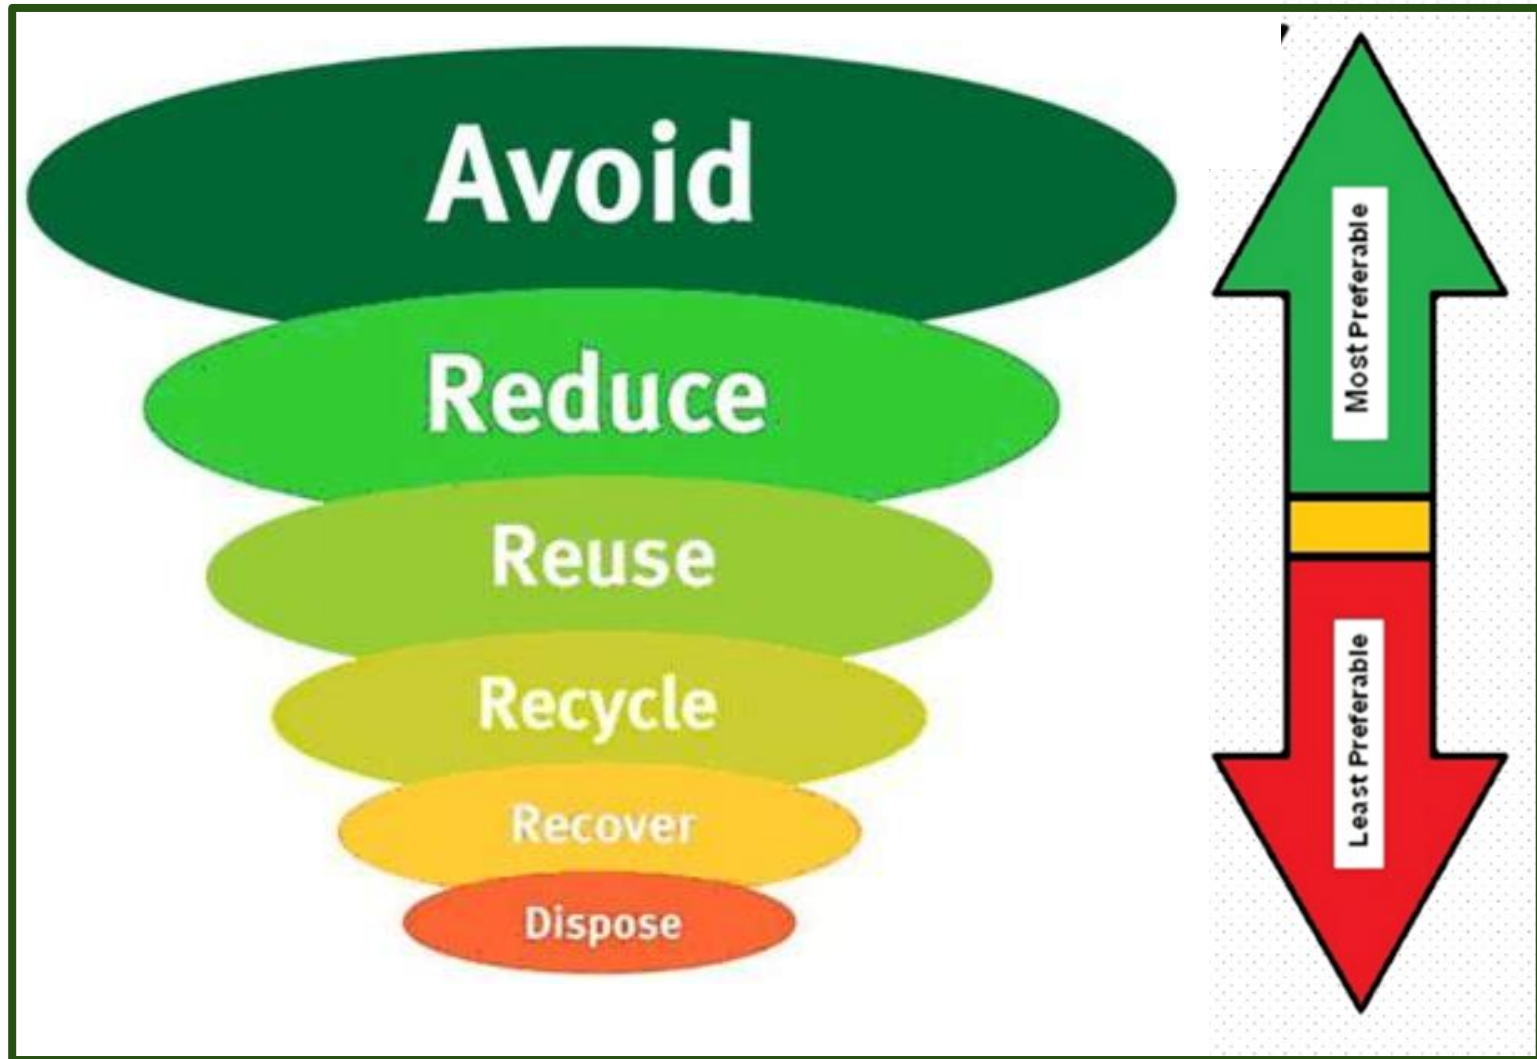 Avoid
Reduce
Reuse
Recycle
Recover
Dispose
Most Preferable
Least Preferable